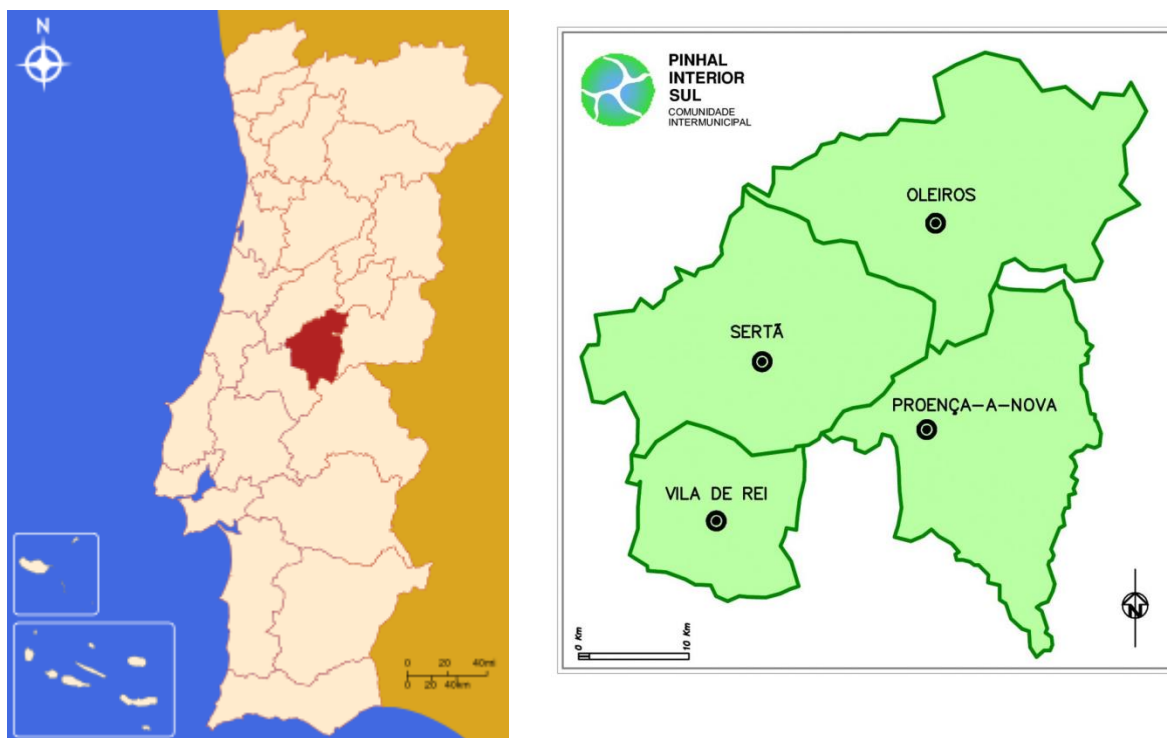 N
0 20 40mi
0 20 40km
PINHAL
INTERIOR
SUL
COMUNIDADE
INTERMUNICIPAL
OLEIROS
SERTÃ
PROENÇA-A-NOVA
VILA DE REI
0 Km
10 Km
N